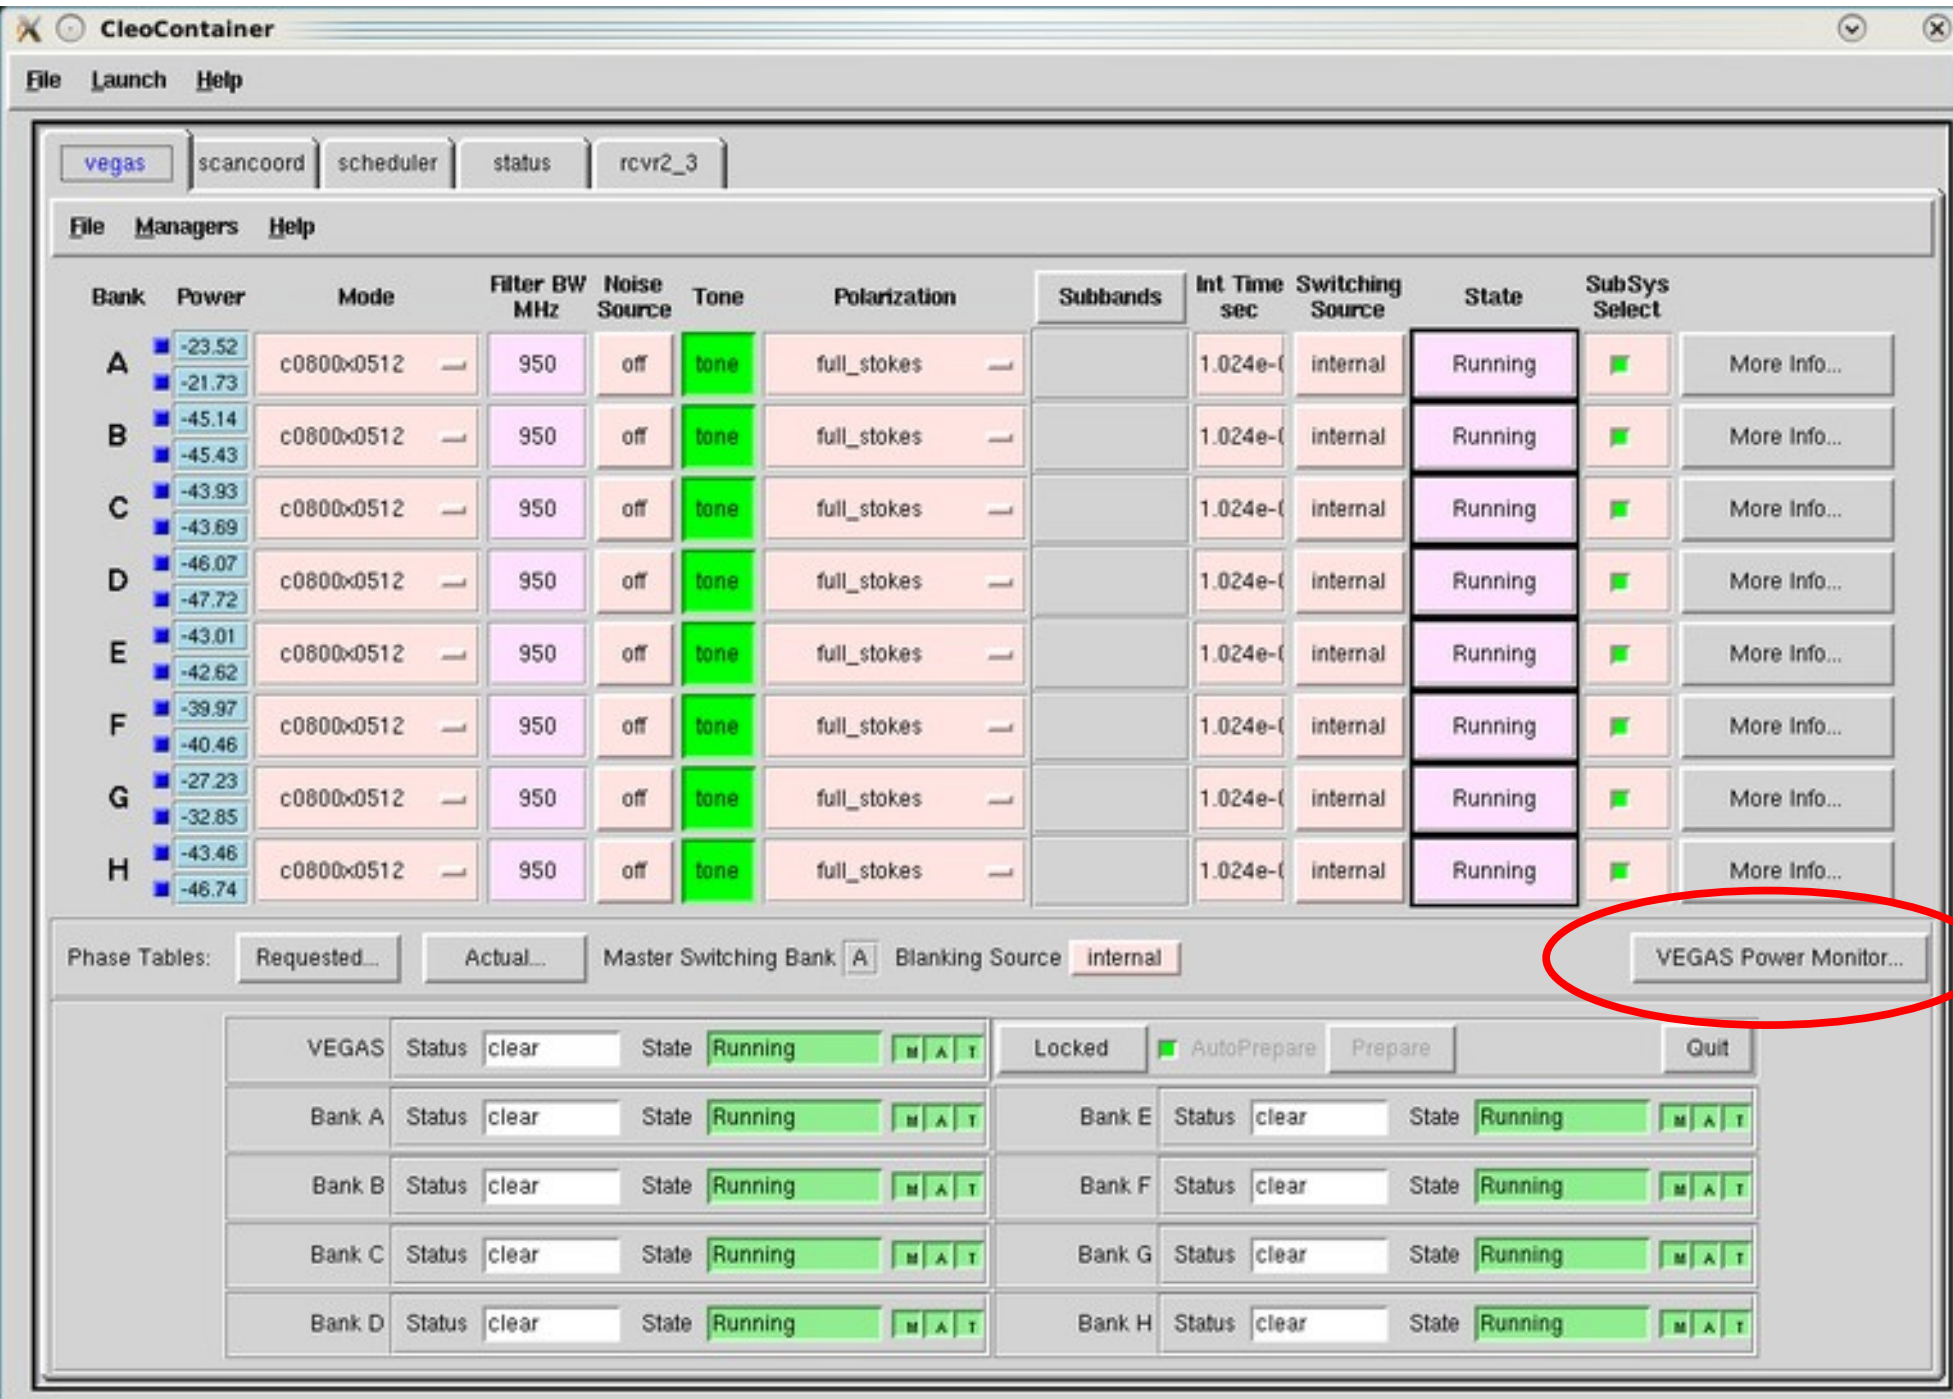 CleoContainer
File Launch Help
vegas scancoord scheduler status rcvr2_3
File Managers Help
Bank Power Mode Filter BW MHz Noise Source Tone Polarization Subbands Int Time sec Switching Source State SubSys Select
A -23.52 -21.73 c0800x0512 950 off tone full_stokes 1.024e-0 internal Running More Info...
B -45.14 -45.43 c0800x0512 950 off tone full_stokes 1.024e-0 internal Running More Info...
C -43.93 -43.69 c0800x0512 950 off tone full_stokes 1.024e-0 internal Running More Info...
D -46.07 -47.72 c0800x0512 950 off tone full_stokes 1.024e-0 internal Running More Info...
E -43.01 -42.62 c0800x0512 950 off tone full_stokes 1.024e-0 internal Running More Info...
F -39.97 -40.46 c0800x0512 950 off tone full_stokes 1.024e-0 internal Running More Info...
G -27.23 -32.85 c0800x0512 950 off tone full_stokes 1.024e-0 internal Running More Info...
H -43.46 -46.74 c0800x0512 950 off tone full_stokes 1.024e-0 internal Running More Info...
Phase Tables: Requested... Actual... Master Switching Bank A Blanking Source internal VEGAS Power Monitor...
VEGAS Status clear State Running M A T Locked AutoPrepare Prepare Quit
Bank A Status clear State Running M A T Bank E Status clear State Running M A T
Bank B Status clear State Running M A T Bank F Status clear State Running M A T
Bank C Status clear State Running M A T Bank G Status clear State Running M A T
Bank D Status clear State Running M A T Bank H Status clear State Running M A T